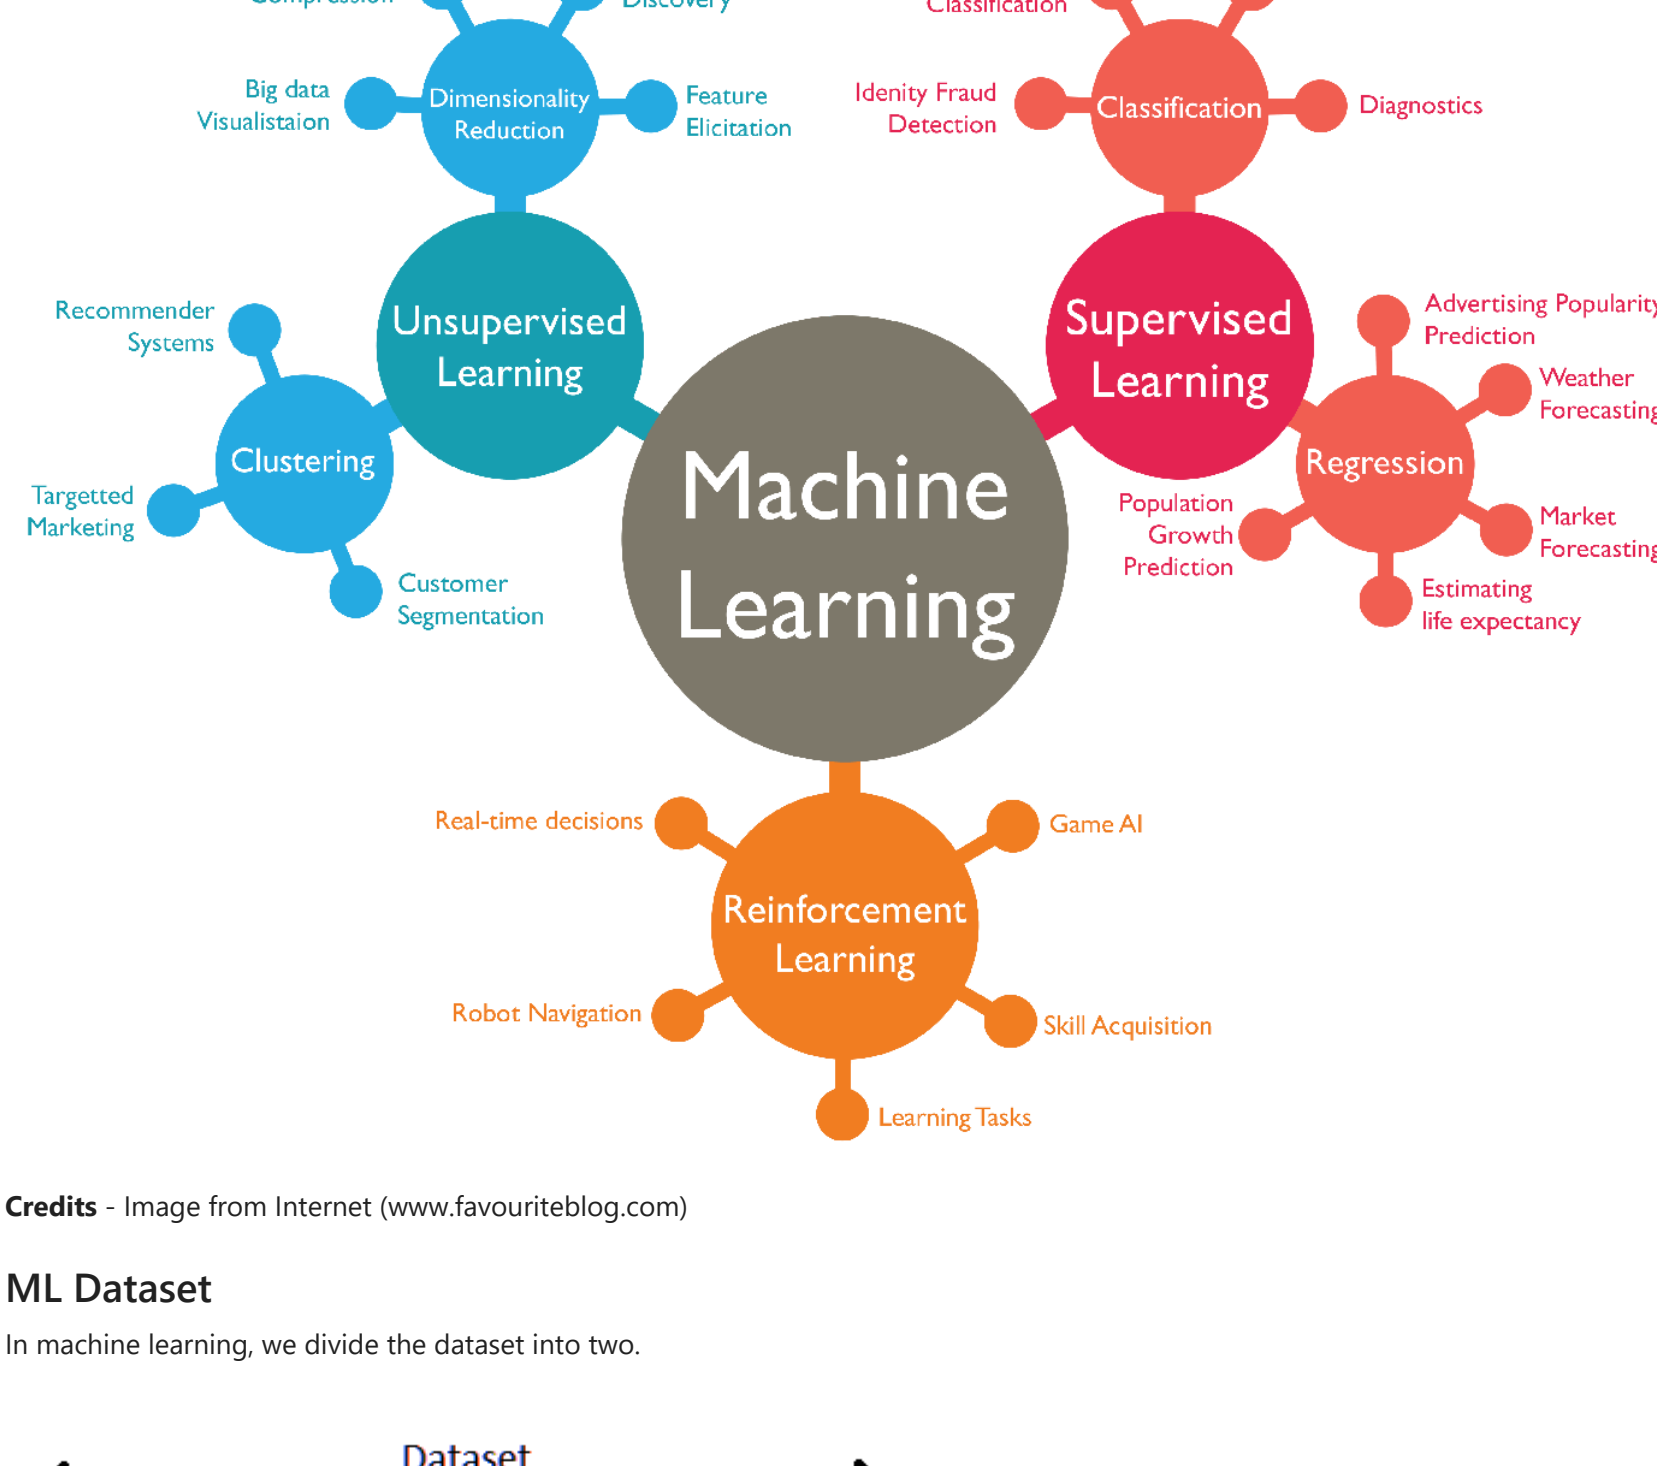 Discovery
Classification
Big data
Visualistaion
Dimensionality
Reduction
Feature
Elicitation
Idenity Fraud
Detection
Classification
Diagnostics
Recommender
Systems
Unsupervised
Learning
Supervised
Learning
Advertising Popularity
Prediction
Weather
Forecasting
Clustering
Machine
Learning
Regression
Targetted
Marketing
Population
Growth
Prediction
Market
Forecasting
Customer
Segmentation
Estimating
life expectancy
Real-time decisions
Game AI
Reinforcement
Learning
Robot Navigation
Skill Acquisition
Learning Tasks
Credits - Image from Internet (www.favouriteblog.com)
ML Dataset
In machine learning, we divide the dataset into two.
Dataset